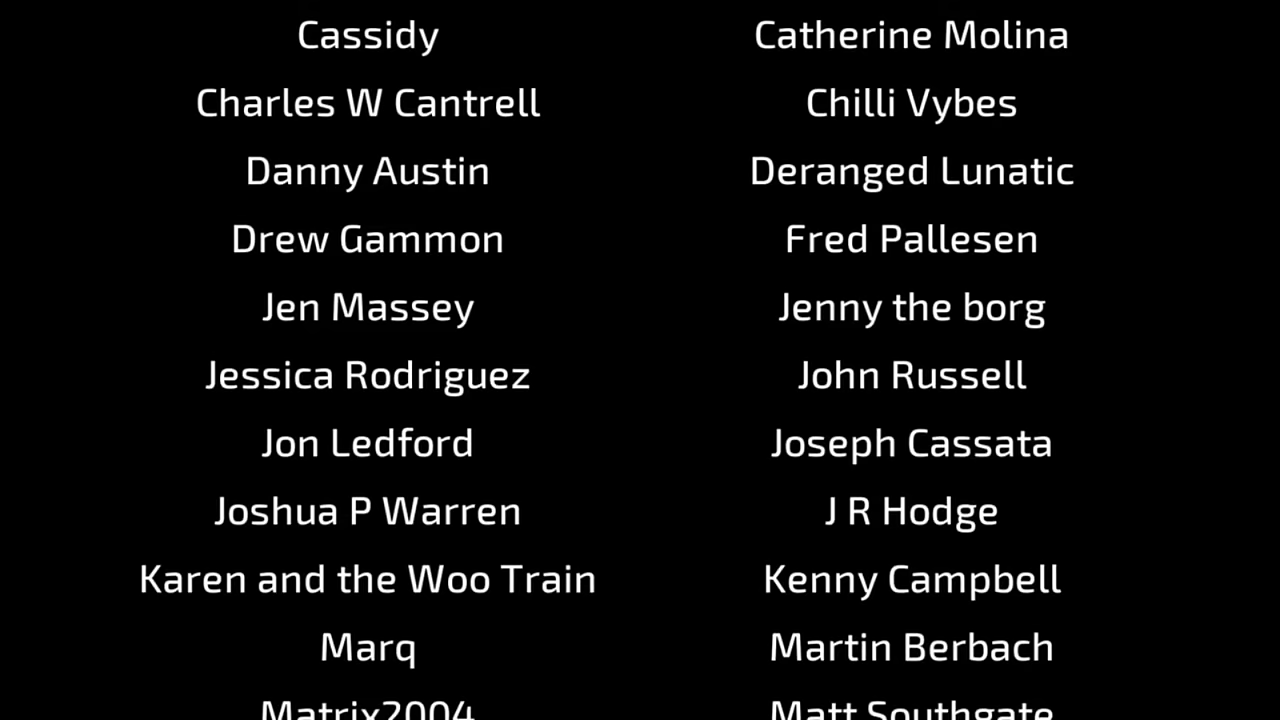 Cassidy
Catherine Molina
Charles W Cantrell
Chilli Vybes
Danny Austin
Deranged Lunatic
Drew Gammon
Fred Pallesen
Jen Massey
Jenny the borg
Jessica Rodriguez
John Russell
Jon Ledford
Joseph Cassata
Joshua P Warren
J R Hodge
Karen and the Woo Train
Kenny Campbell
Marq
Martin Berbach
Matrix2004
Matt Southgate